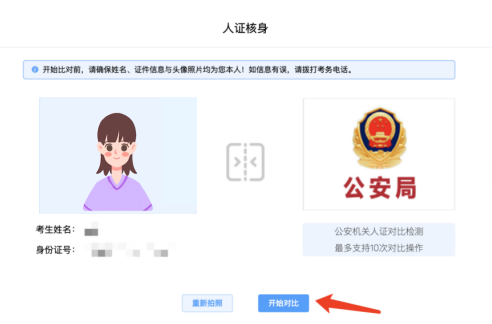 人证核身
开始比对前，请确保姓名、证件信息与头像照片均为您本人！如信息有误，请拨打考务电话。
公安局
考生姓名：
身份证号：
公安机关人证对比检测
最多支持10次对比操作
重新拍照
开始对比